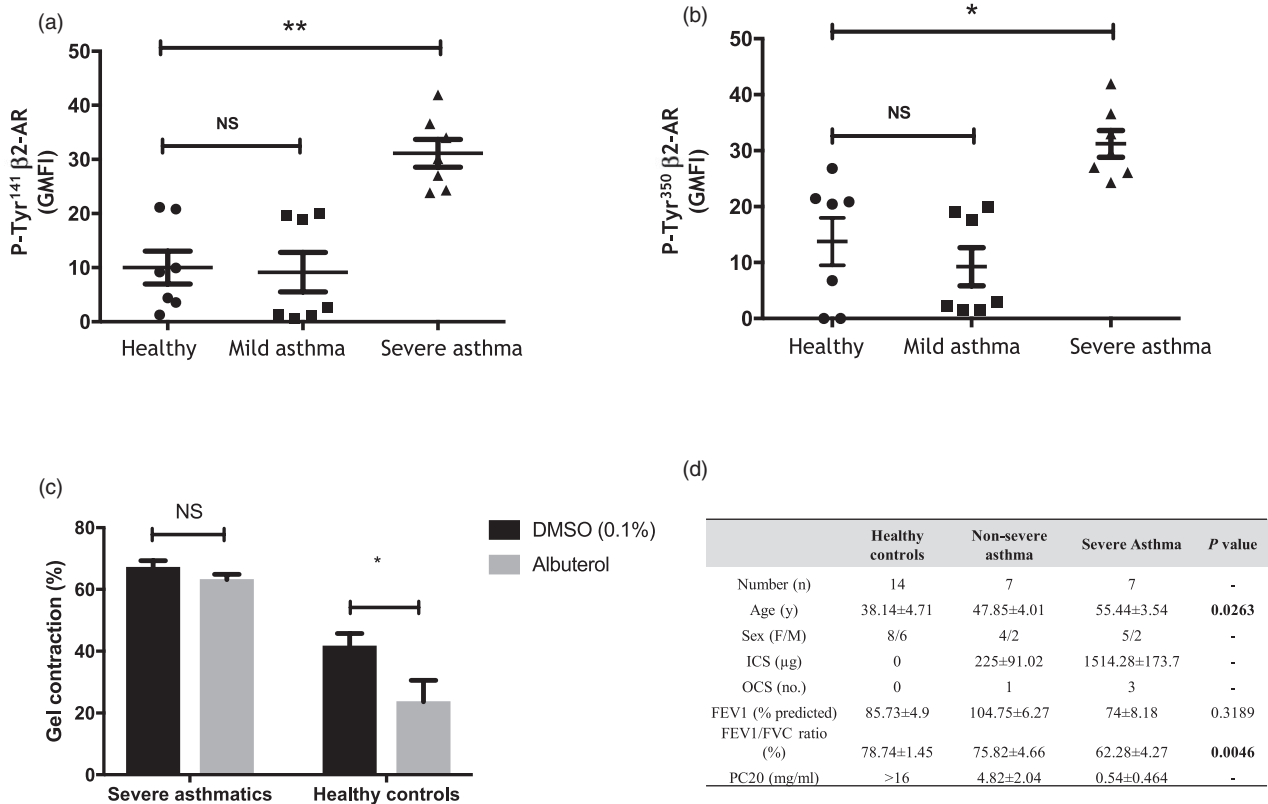 (a)
**
50
40
30
20
10
0
P-Tyr¹⁴¹ β2-AR
(GMFI)
NS
Healthy
Mild asthma
Severe asthma
(b)
*
50
40
30
20
10
0
P-Tyr³⁵⁰ β2-AR
(GMFI)
NS
Healthy
Mild asthma
Severe asthma
(c)
80
60
40
20
0
Gel contraction (%)
NS
*
DMSO (0.1%)
Albuterol
Severe asthmatics
Healthy controls
(d)
Healthy controls Non-severe asthma Severe Asthma P value
Number (n) 14 7 7 -
Age (y) 38.14±4.71 47.85±4.01 55.44±3.54 0.0263
Sex (F/M) 8/6 4/2 5/2 -
ICS (µg) 0 225±91.02 1514.28±173.7 -
OCS (no.) 0 1 3 -
FEV1 (% predicted) 85.73±4.9 104.75±6.27 74±8.18 0.3189
FEV1/FVC ratio
(%) 78.74±1.45 75.82±4.66 62.28±4.27 0.0046
PC20 (mg/ml) >16 4.82±2.04 0.54±0.464 -